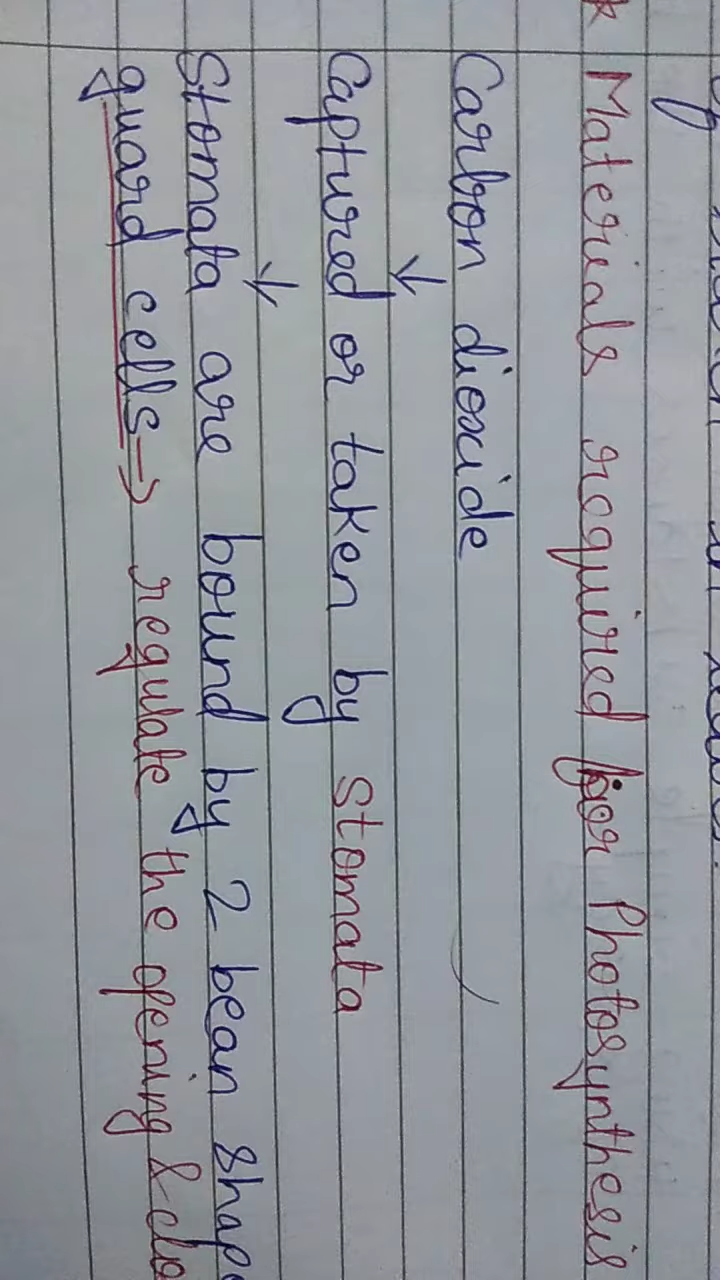 * Materials required for Photosynthesis
Carbon dioxide
↓
Captured or taken by stomata
↓
Stomata are bound by 2 bean shape
guard cells → regulate the opening & clo